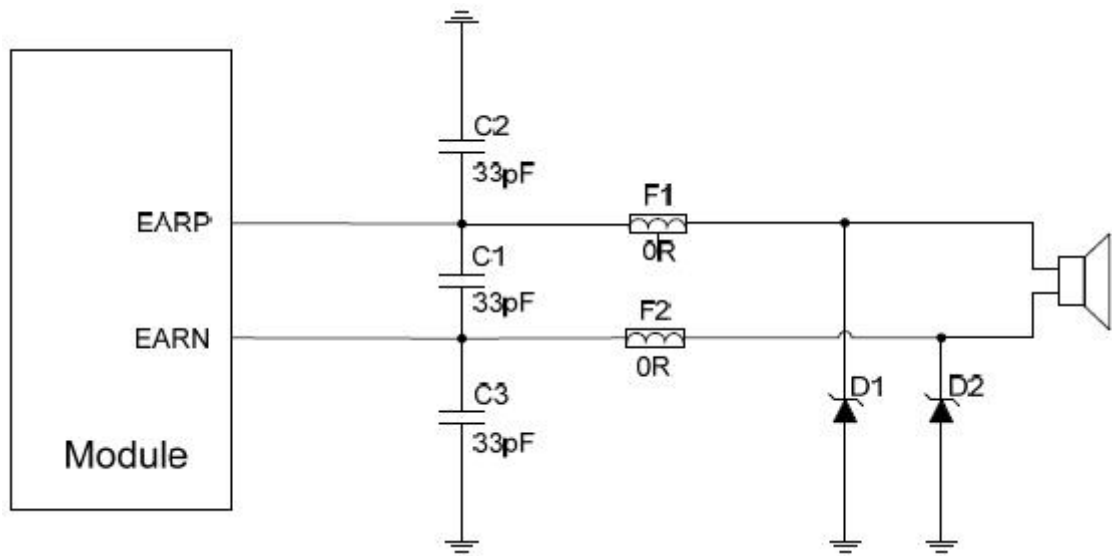 C2
33pF
EARP
F1
0R
C1
33pF
EARN
F2
0R
C3
33pF
D1
D2
Module